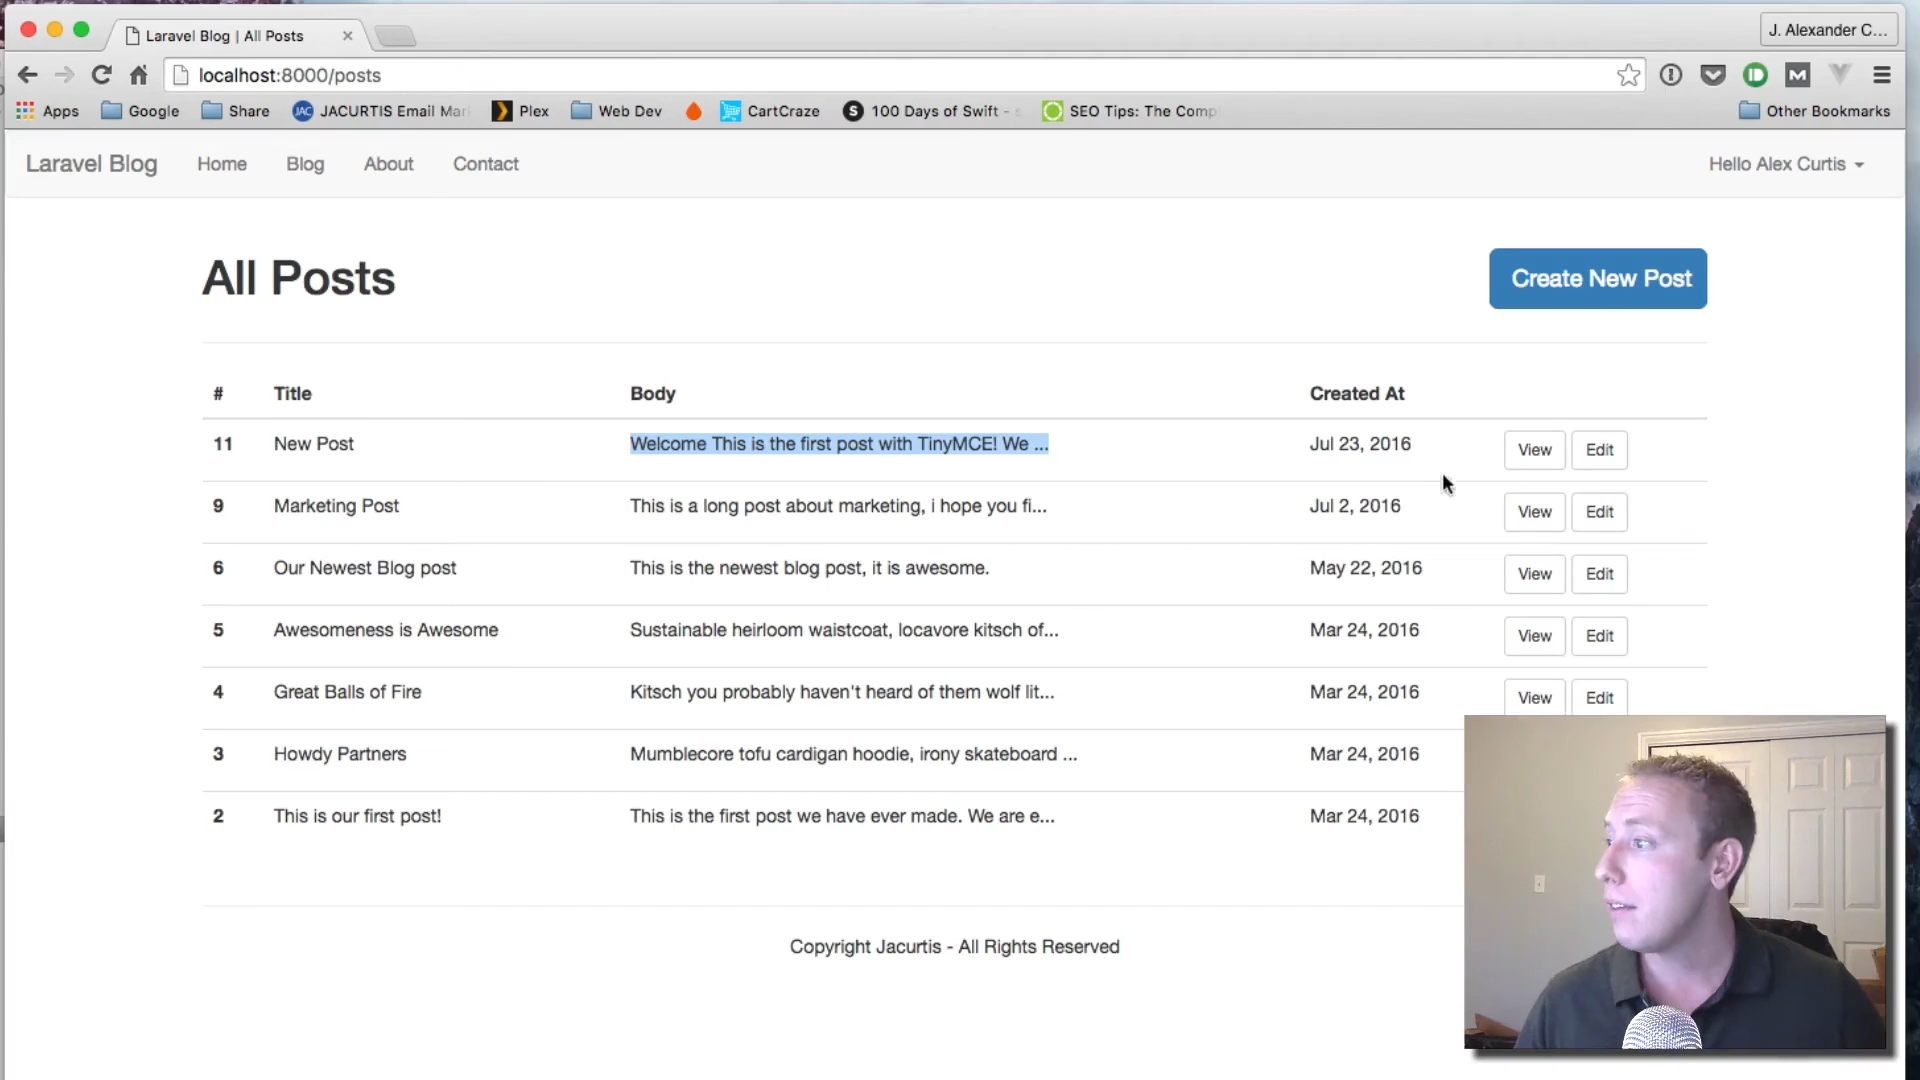 Laravel Blog | All Posts
J. Alexander C...
localhost:8000/posts
Apps Google Share JACURTIS Email Mar Plex Web Dev CartCraze 100 Days of Swift - SEO Tips: The Comp Other Bookmarks
Laravel Blog Home Blog About Contact Hello Alex Curtis
All Posts Create New Post
# Title Body Created At
11 New Post Welcome This is the first post with TinyMCE! We ... Jul 23, 2016 View Edit
9 Marketing Post This is a long post about marketing, i hope you fi... Jul 2, 2016 View Edit
6 Our Newest Blog post This is the newest blog post, it is awesome. May 22, 2016 View Edit
5 Awesomeness is Awesome Sustainable heirloom waistcoat, locavore kitsch of... Mar 24, 2016 View Edit
4 Great Balls of Fire Kitsch you probably haven't heard of them wolf lit... Mar 24, 2016 View Edit
3 Howdy Partners Mumblecore tofu cardigan hoodie, irony skateboard ... Mar 24, 2016
2 This is our first post! This is the first post we have ever made. We are e... Mar 24, 2016
Copyright Jacurtis - All Rights Reserved